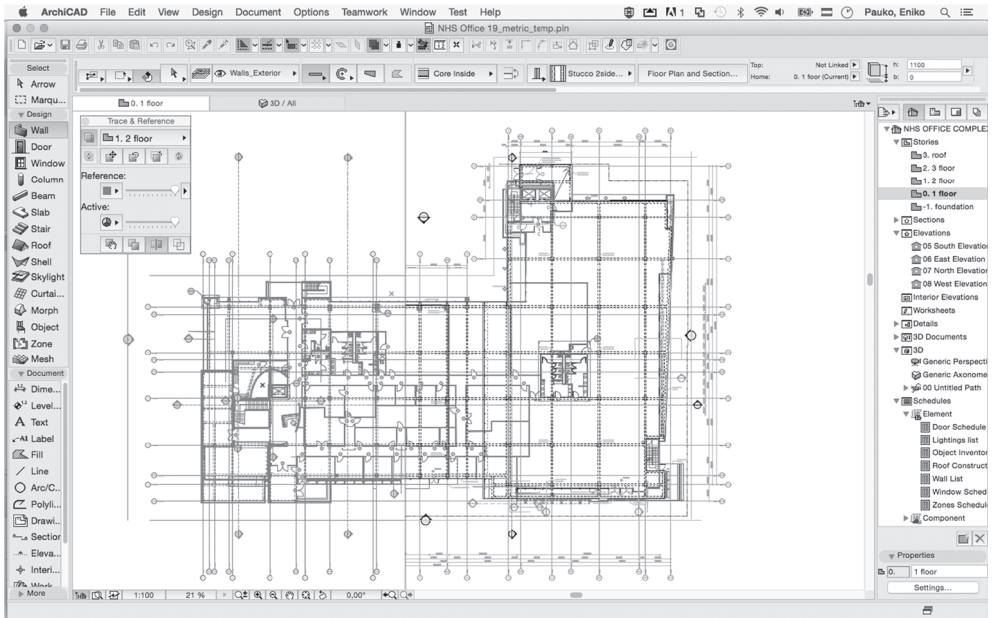 ArchiCAD File Edit View Design Document Options Teamwork Window Test Help Pauko, Eniko
NHS Office 19_metric_temp.pln
Select
Arrow
Marqu...
Design
Wall
Door
Window
Column
Beam
Slab
Stair
Roof
Shell
Skylight
Curtai...
Morph
Object
Zone
Mesh
Document
Dime...
Level...
Text
Label
Fill
Line
Arc/C...
Polyli...
Drawi...
Section
Eleva...
Interi...
Work
More
Walls_Exterior
Core Inside
Stucco 2side...
Floor Plan and Section...
Top: Not Linked
Home: 0. 1 floor (Current)
h: 1100
b: 0
0. 1 floor
3D / All
Trace & Reference
1. 2 floor
Reference:
Active:
NHS OFFICE COMPLE
Stories
3. roof
2. 3 floor
1. 2 floor
0. 1 floor
-1. foundation
Sections
Elevations
05 South Elevatio
06 East Elevation
07 North Elevation
08 West Elevation
Interior Elevations
Worksheets
Details
3D Documents
3D
Generic Perspecti
Generic Axonome
00 Untitled Path
Schedules
Element
Door Schedule
Lightings list
Object Inventor
Roof Construct
Wall List
Window Sched
Zones Schedul
Component
Properties
0. 1 floor
Settings...
1:100 21 % 0,00°